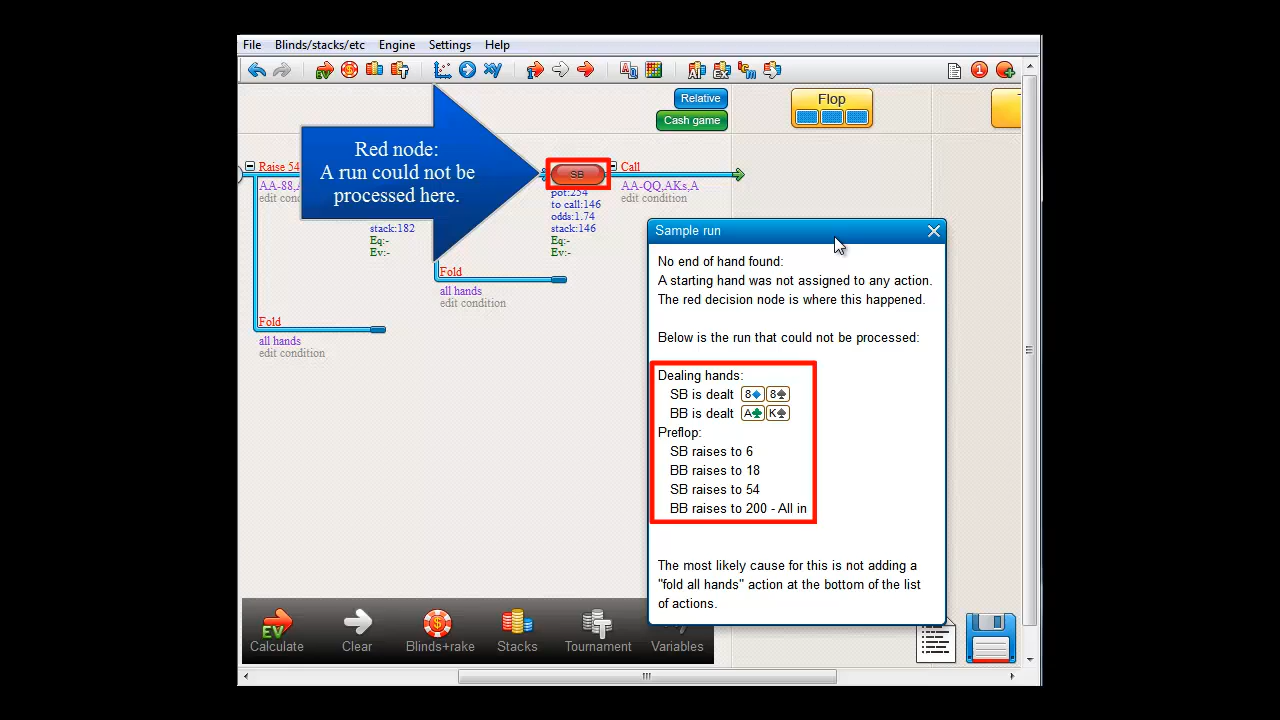 File Blinds/stacks/etc Engine Settings Help
Relative
Cash game
Flop
Red node:
A run could not be
processed here.
Raise 54
AA-88,A
edit condition
stack:182
Eq:-
Ev:-
SB
pot:254
to call:146
odds:1.74
stack:146
Eq:-
Ev:-
Call
AA-QQ,AKs,A
edit condition
Fold
all hands
edit condition
Fold
all hands
edit condition
Sample run
No end of hand found:
A starting hand was not assigned to any action.
The red decision node is where this happened.
Below is the run that could not be processed:
Dealing hands:
SB is dealt 8♦ 8♠
BB is dealt A♣ K♠
Preflop:
SB raises to 6
BB raises to 18
SB raises to 54
BB raises to 200 - All in
The most likely cause for this is not adding a
"fold all hands" action at the bottom of the list
of actions.
EV
Calculate Clear Blinds+rake Stacks Tournament Variables